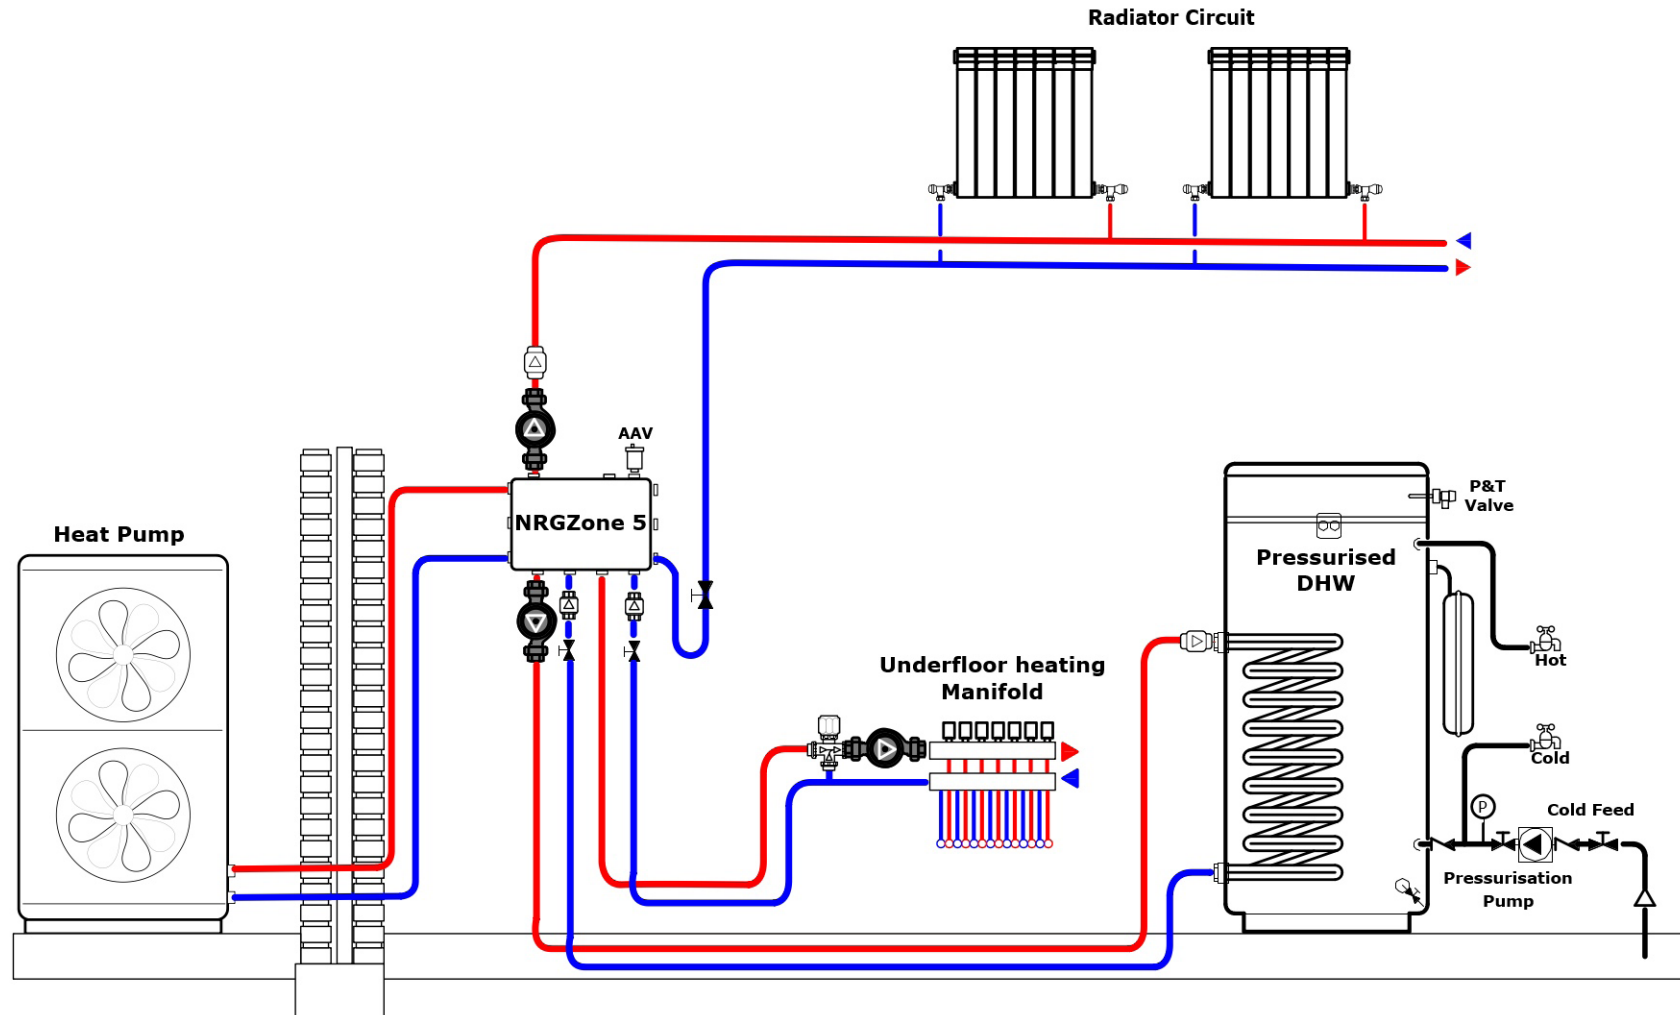 Radiator Circuit
AAV
NRGZone 5
Heat Pump
P&T
Valve
Pressurised
DHW
Hot
Underfloor heating
Manifold
Cold
P
Cold Feed
Pressurisation
Pump